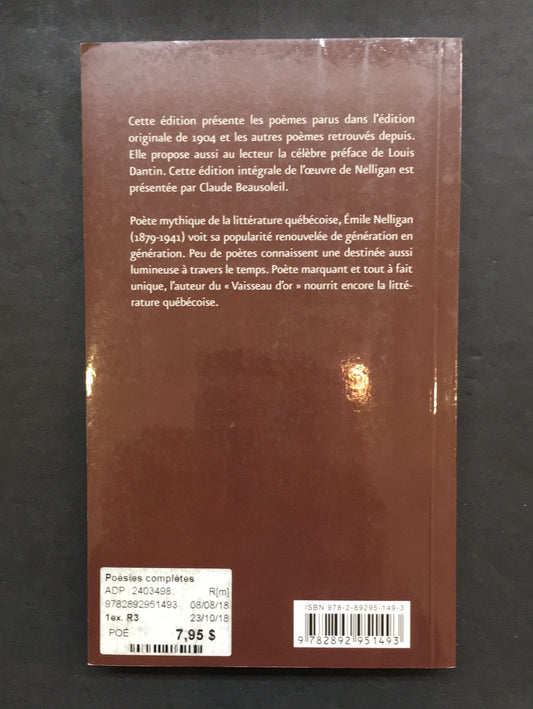 Cette édition présente les poèmes parus dans l'édition
originale de 1904 et les autres poèmes retrouvés depuis.
Elle propose aussi au lecteur la célèbre préface de Louis
Dantin. Cette édition intégrale de l'œuvre de Nelligan est
présentée par Claude Beausoleil.
Poète mythique de la littérature québécoise, Émile Nelligan
(1879-1941) voit sa popularité renouvelée de génération en
génération. Peu de poètes connaissent une destinée aussi
lumineuse à travers le temps. Poète marquant et tout à fait
unique, l'auteur du « Vaisseau d'or » nourrit encore la litté-
rature québécoise.
Poésies complètes
ADP : 2403498 R[m]
9782892951493 08/08/18
1ex. R3 23/10/18
POÉ 7,95 $
ISBN 978-2-89295-149-3
9 782892 951493